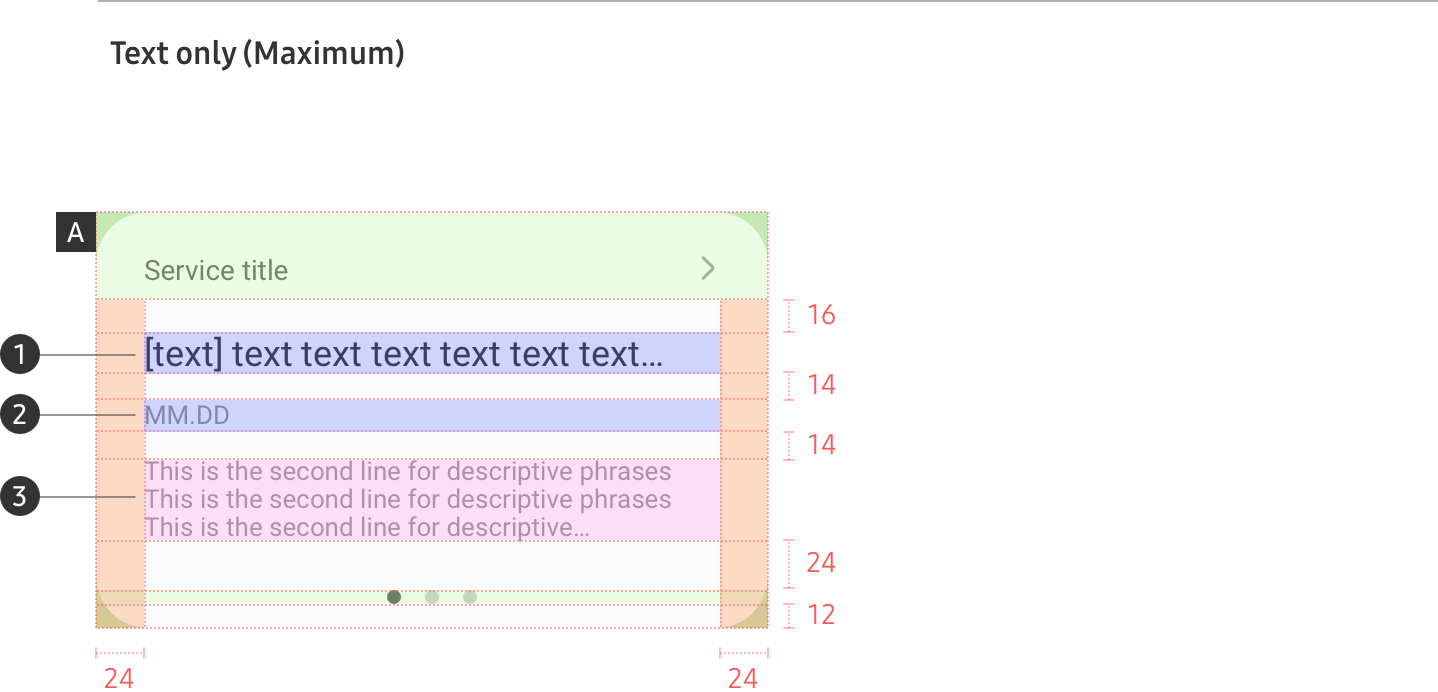 Text only (Maximum)
A
Service title
16
1
[text] text text text text text text...
14
2
MM.DD
14
This is the second line for descriptive phrases
3
This is the second line for descriptive phrases
This is the second line for descriptive...
24
12
24
24